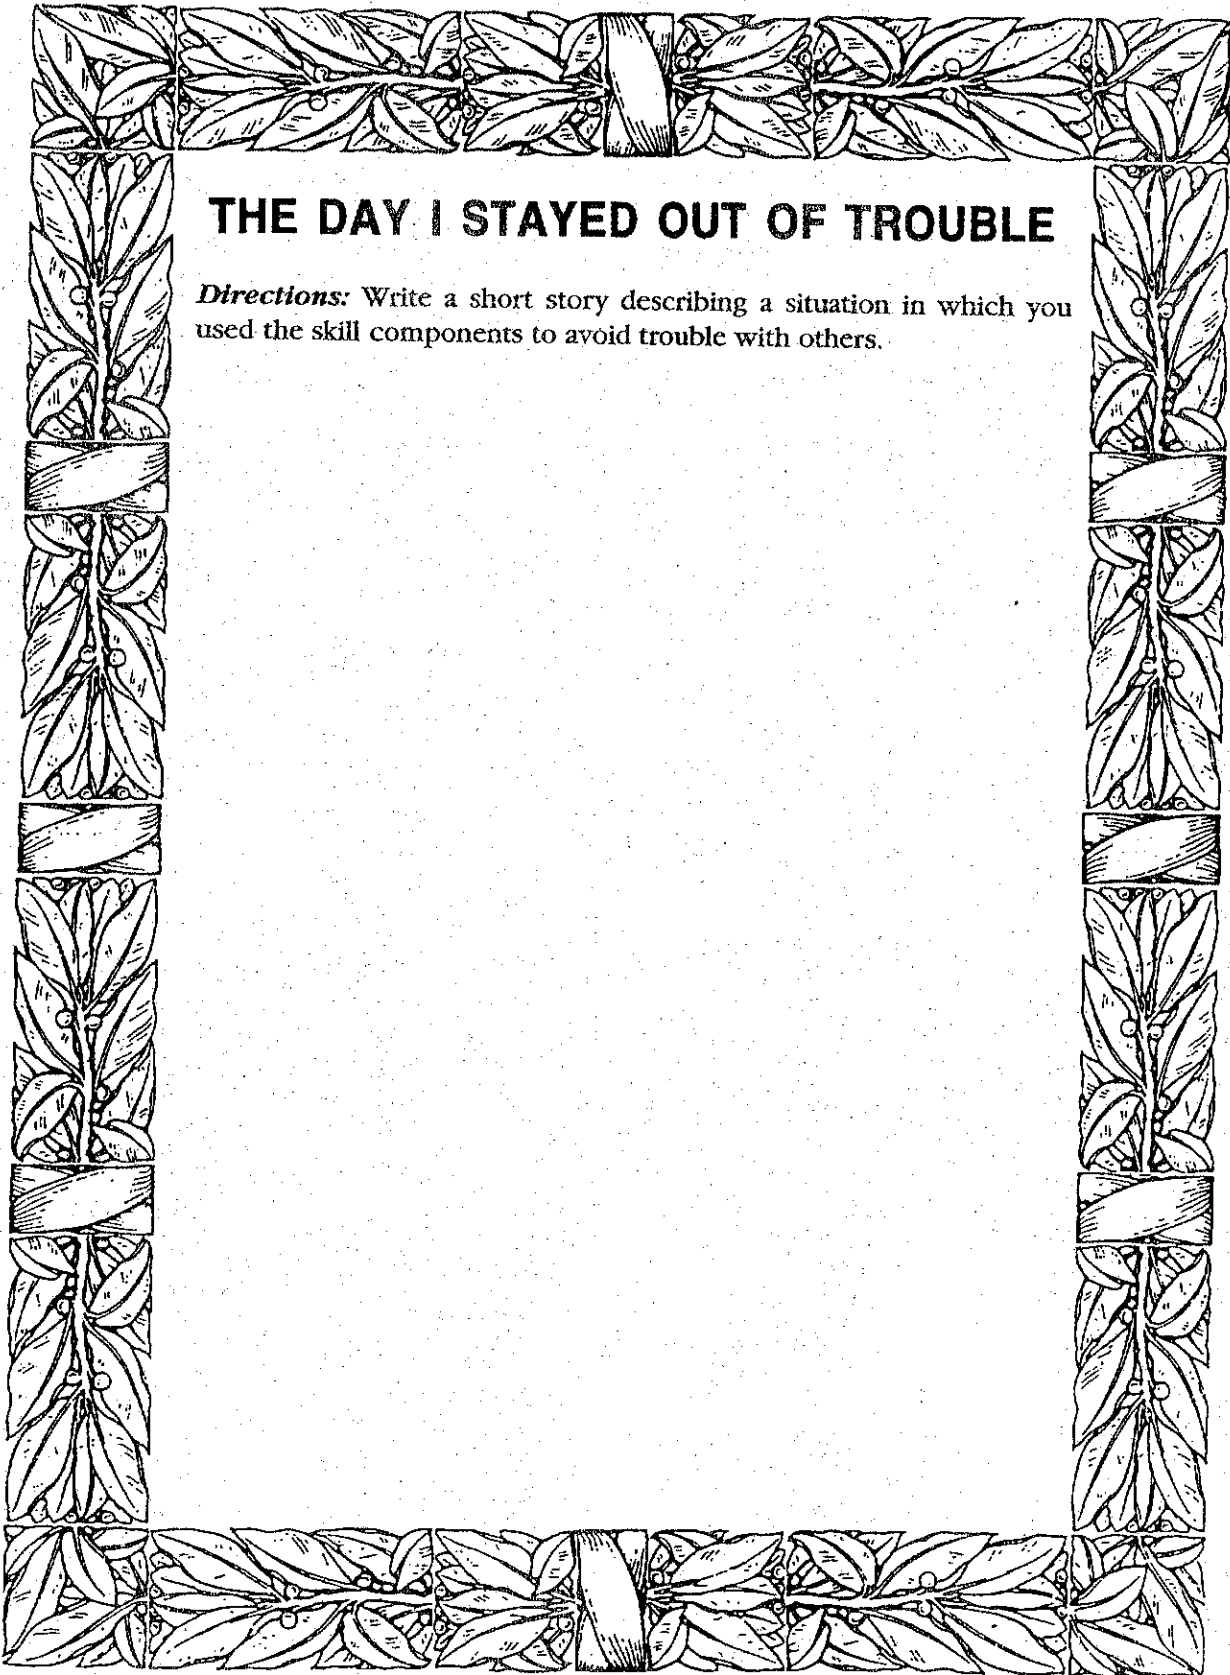 THE DAY I STAYED OUT OF TROUBLE
Directions: Write a short story describing a situation in which you
used the skill components to avoid trouble with others.